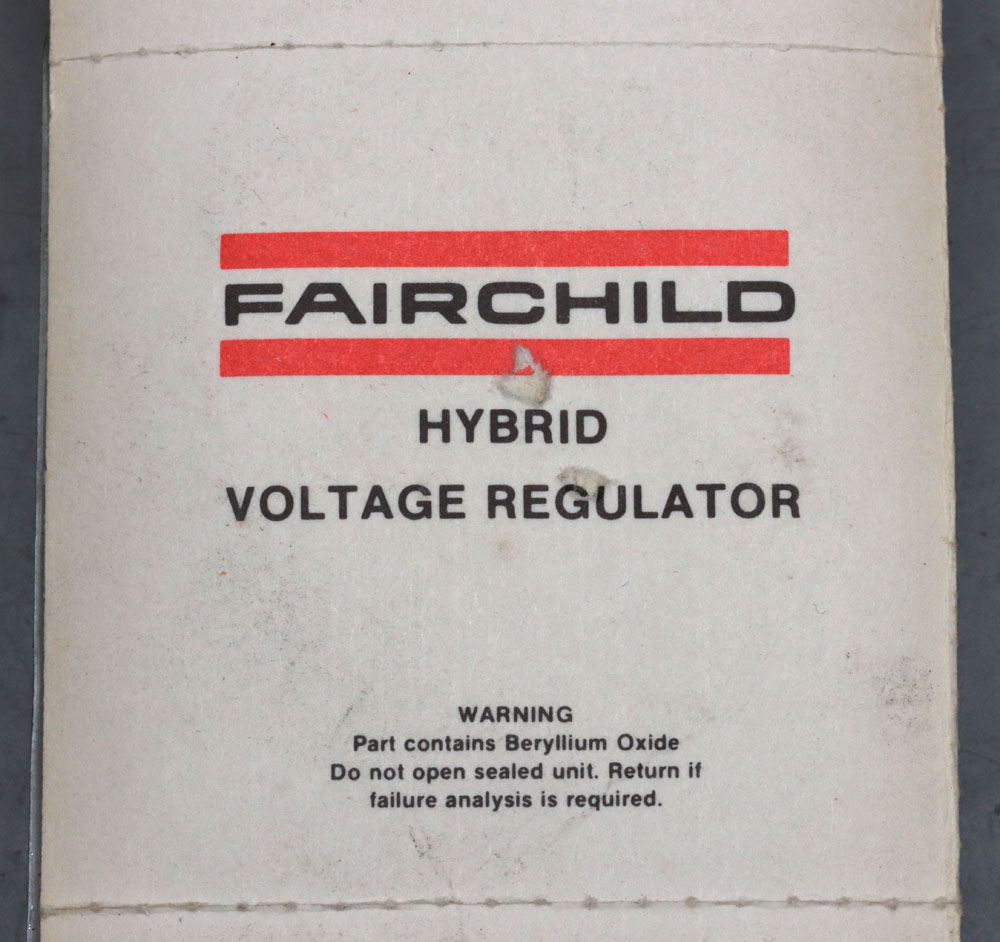 FAIRCHILD
HYBRID
VOLTAGE REGULATOR
WARNING
Part contains Beryllium Oxide
Do not open sealed unit. Return if
failure analysis is required.